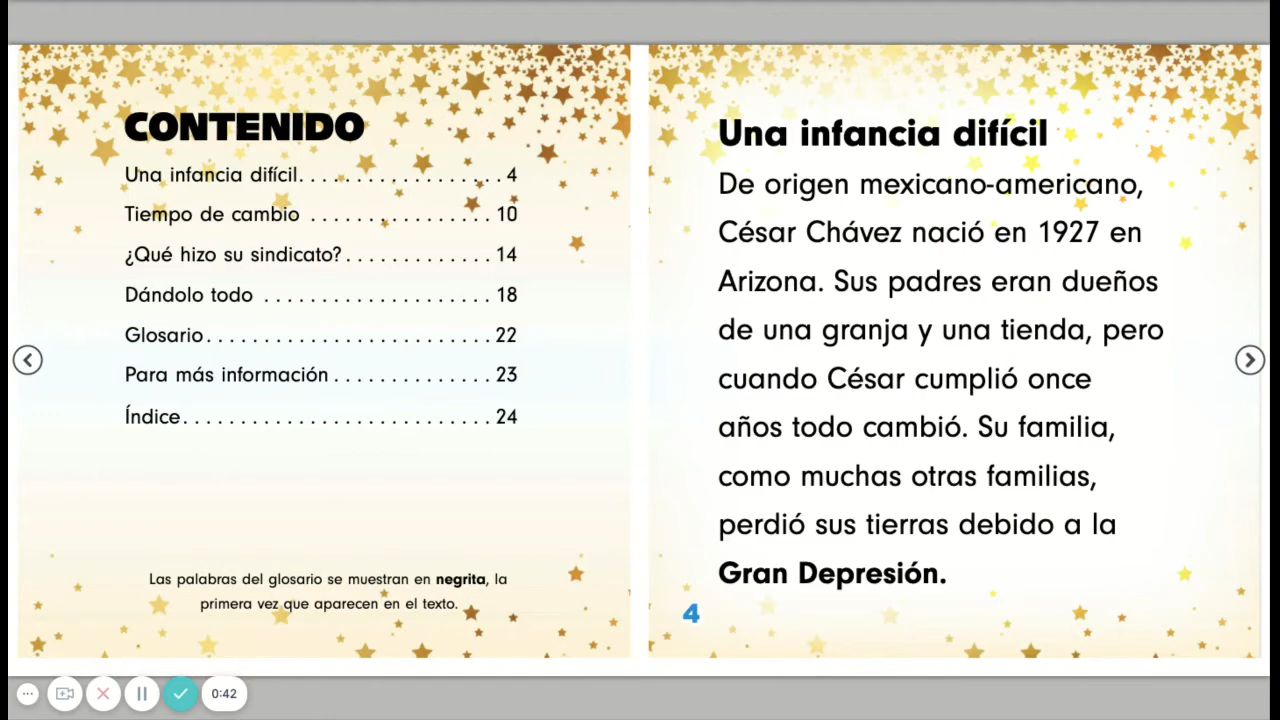 CONTENIDO
Una infancia difícil. . . . . . . . . . . . . . . . . . 4
Tiempo de cambio . . . . . . . . . . . . . . . . 10
¿Qué hizo su sindicato? . . . . . . . . . . . . . 14
Dándolo todo . . . . . . . . . . . . . . . . . . . . 18
Glosario . . . . . . . . . . . . . . . . . . . . . . . . . 22
Para más información . . . . . . . . . . . . . . 23
Índice . . . . . . . . . . . . . . . . . . . . . . . . . . . 24
Las palabras del glosario se muestran en negrita, la
primera vez que aparecen en el texto.
Una infancia difícil
De origen mexicano-americano,
César Chávez nació en 1927 en
Arizona. Sus padres eran dueños
de una granja y una tienda, pero
cuando César cumplió once
años todo cambió. Su familia,
como muchas otras familias,
perdió sus tierras debido a la
Gran Depresión.
4
0:42